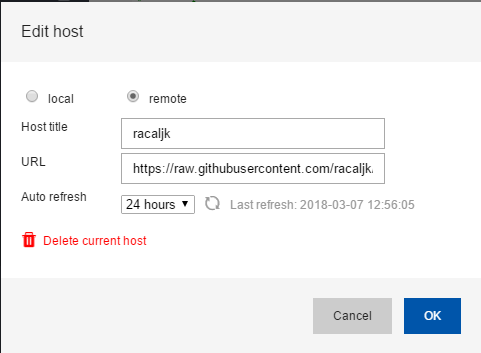 Edit host
local remote
Host title racaljk
URL https://raw.githubusercontent.com/racaljk/
Auto refresh 24 hours Last refresh: 2018-03-07 12:56:05
Delete current host
Cancel OK